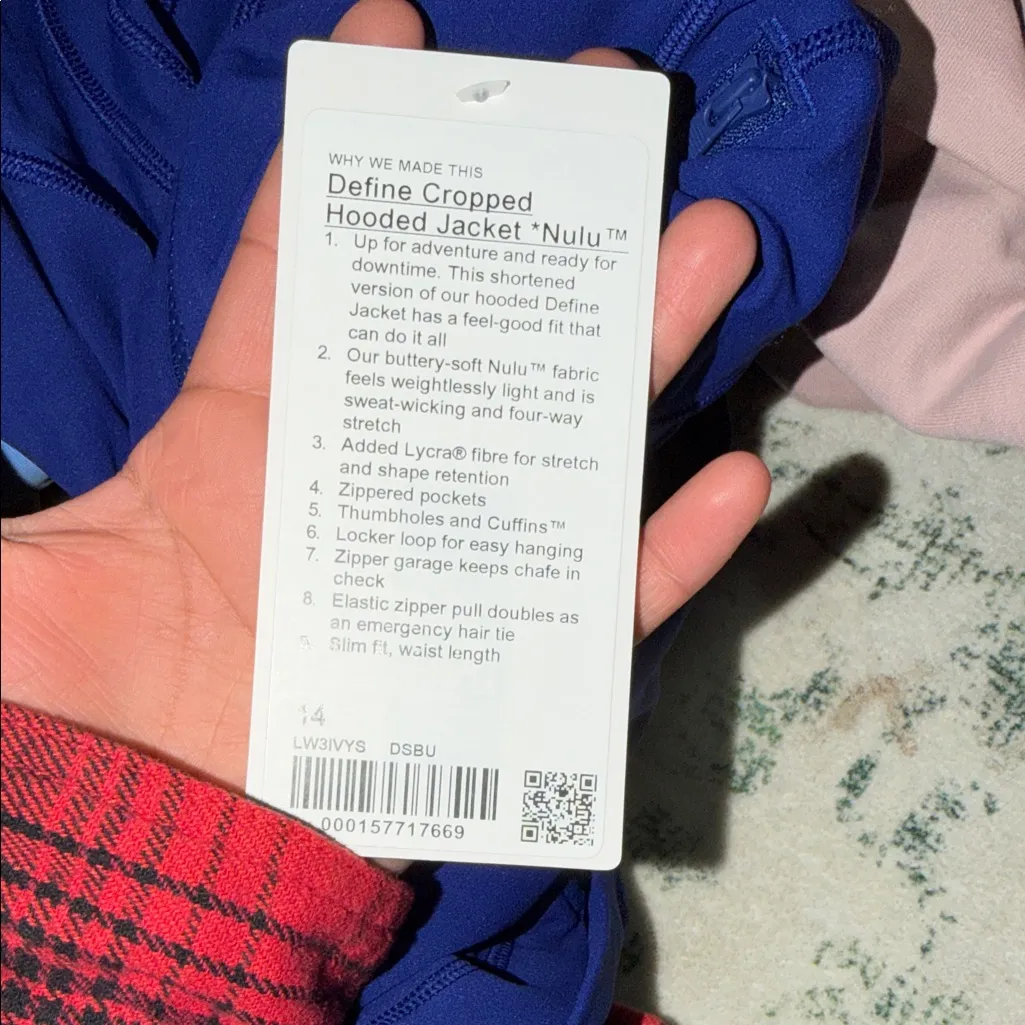 WHY WE MADE THIS
Define Cropped
Hooded Jacket *Nulu™
1. Up for adventure and ready for
downtime. This shortened
version of our hooded Define
Jacket has a feel-good fit that
can do it all
2. Our buttery-soft Nulu™ fabric
feels weightlessly light and is
sweat-wicking and four-way
stretch
3. Added Lycra® fibre for stretch
and shape retention
4. Zippered pockets
5. Thumbholes and Cuffins™
6. Locker loop for easy hanging
7. Zipper garage keeps chafe in
check
8. Elastic zipper pull doubles as
an emergency hair tie
9. Slim fit, waist length
14
LW3IVYS DSBU
000157717669